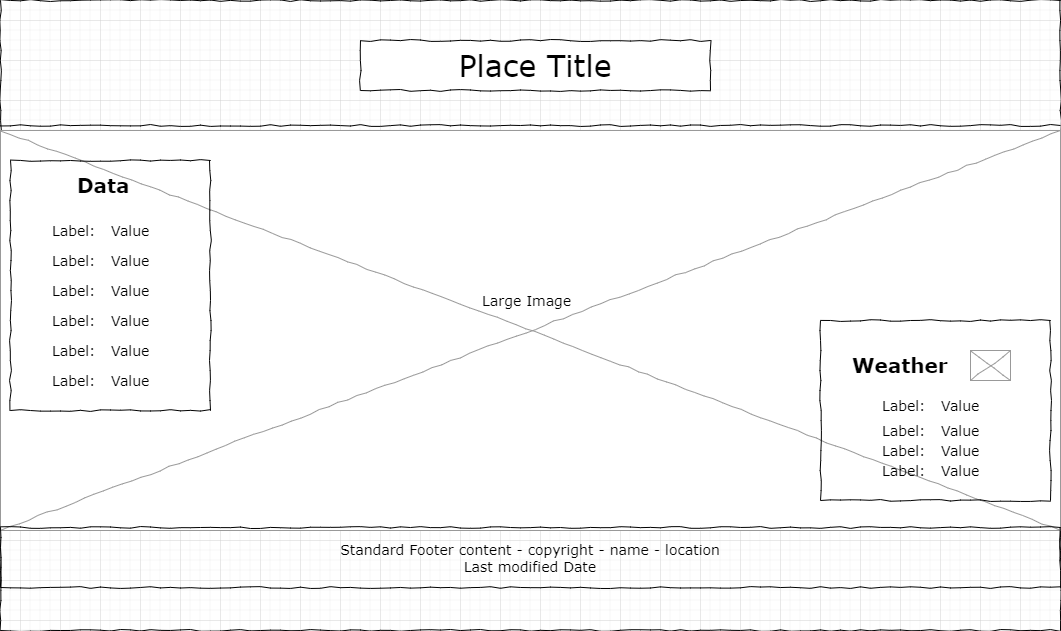 Place Title
Data
Label: Value
Label: Value
Label: Value
Label: Value
Label: Value
Label: Value
Large Image
Weather
Label: Value
Label: Value
Label: Value
Label: Value
Standard Footer content - copyright - name - location
Last modified Date